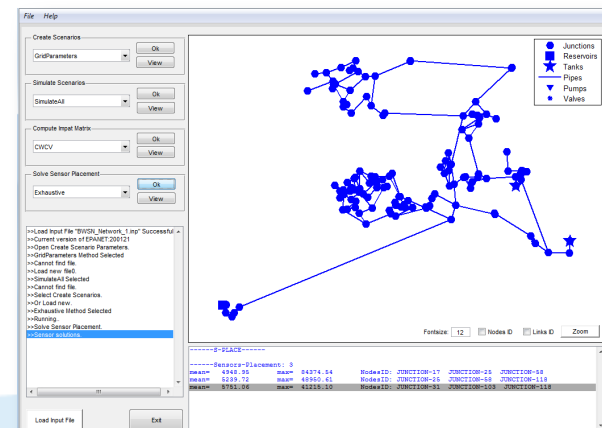 File Help
Create Scenarios
GridParameters
Ok
View
Simulate Scenarios
SimulateAll
Ok
View
Compute Impat Matrix
CWCV
Ok
View
Solve Sensor Placement
Exhaustive
Ok
View
>>Load Input File "BWSN_Network_1.inp" Successful
>>Current version of EPANET:200121
>>Open Create Scenario Parameters.
>>GridParameters Method Selected
>>Cannot find file.
>>Load new file0.
>>SimulateAll Selected
>>Cannot find file.
>>Select Create Scenarios.
>>Or Load new.
>>Exhaustive Method Selected
>>Running..
>>Solve Sensor Placement.
>>Sensor solutions.
Load Input File
Exit
Junctions
Reservoirs
Tanks
Pipes
Pumps
Valves
Fontsize: 12 Nodes ID Links ID Zoom
------S-PLACE------
------Sensors-Placement: 3
mean= 4948.95 max= 84374.54 NodesID: JUNCTION-17 JUNCTION-25 JUNCTION-58
mean= 5239.72 max= 48950.61 NodesID: JUNCTION-25 JUNCTION-58 JUNCTION-118
mean= 5751.06 max= 41215.10 NodesID: JUNCTION-31 JUNCTION-103 JUNCTION-118